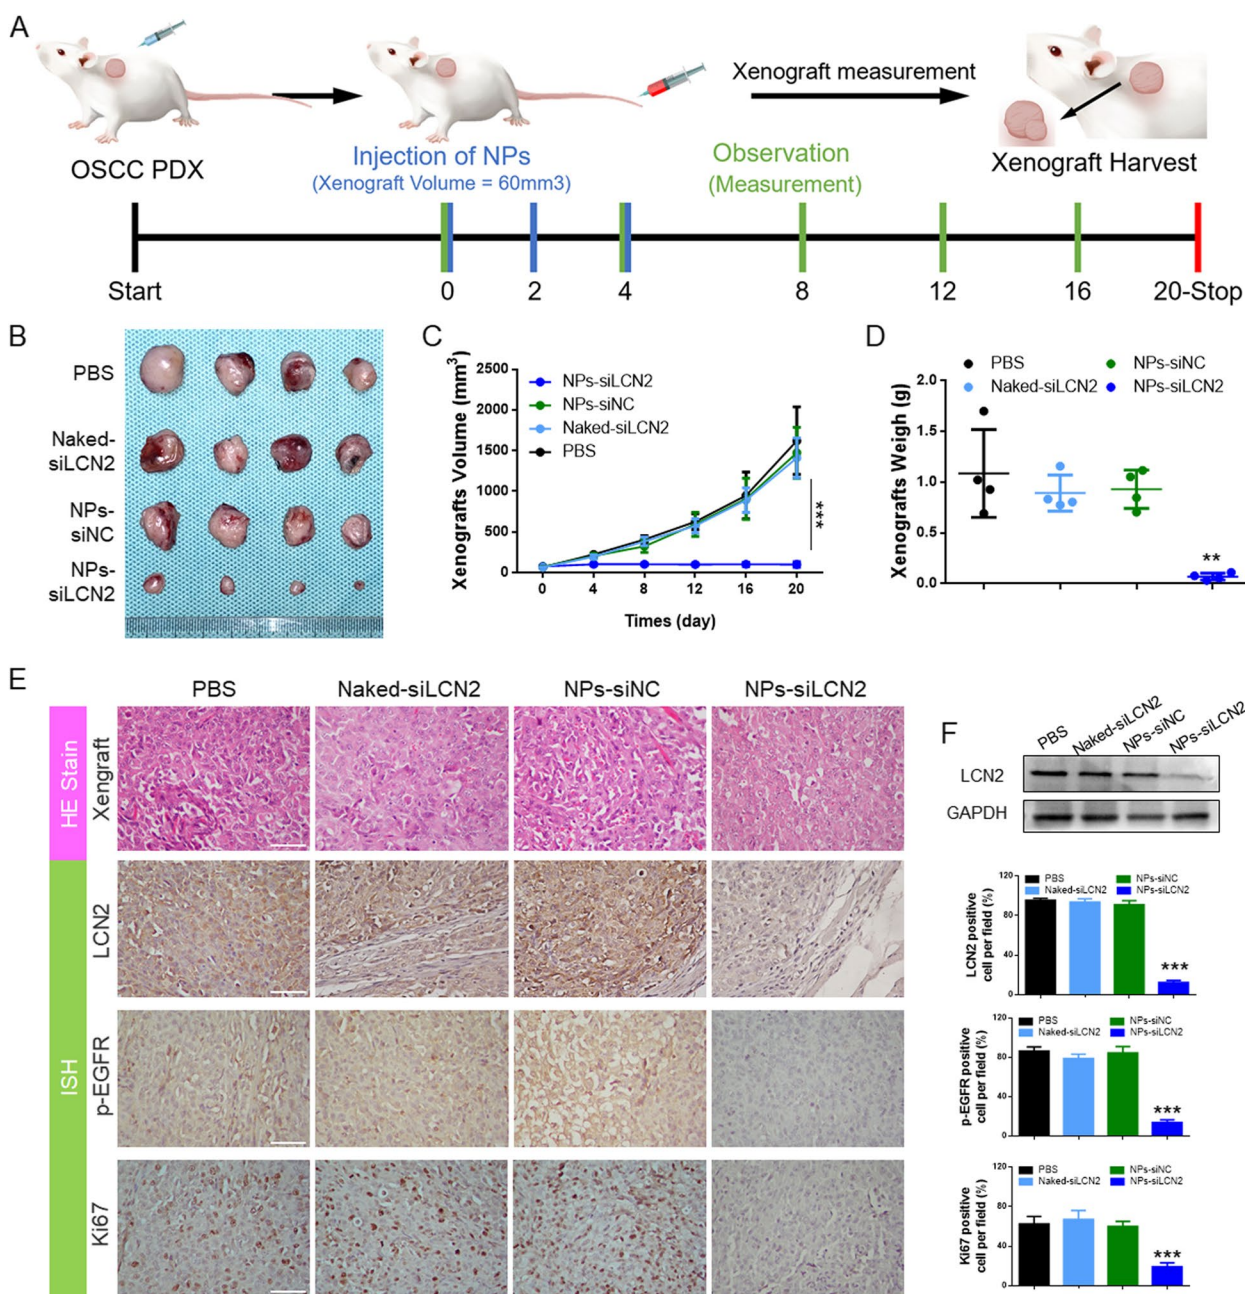 A
Xenograft measurement
OSCC PDX
Injection of NPs
(Xenograft Volume = 60mm3)
Observation
(Measurement)
Xenograft Harvest
Start
0
2
4
8
12
16
20-Stop
B
PBS
Naked-
siLCN2
NPs-
siNC
NPs-
siLCN2
C
Xenografts Volume (mm³)
2500
2000
1500
1000
500
0
NPs-siLCN2
NPs-siNC
Naked-siLCN2
PBS
***
0 4 8 12 16 20
Times (day)
D
PBS
NPs-siNC
Naked-siLCN2
NPs-siLCN2
Xenografts Weigh (g)
2.0
1.5
1.0
0.5
0.0
**
E
PBS Naked-siLCN2 NPs-siNC NPs-siLCN2
HE Stain
Xengraft
ISH
LCN2
p-EGFR
Ki67
F
PBS
Naked-siLCN2
NPs-siNC
NPs-siLCN2
LCN2
GAPDH
LCN2 positive
cell per field (%)
120
80
40
0
PBS
NPs-siNC
Naked-siLCN2
NPs-siLCN2
***
p-EGFR positive
cell per field (%)
120
80
40
0
PBS
NPs-siNC
Naked-siLCN2
NPs-siLCN2
***
Ki67 positive
cell per field (%)
120
80
40
0
PBS
NPs-siNC
Naked-siLCN2
NPs-siLCN2
***